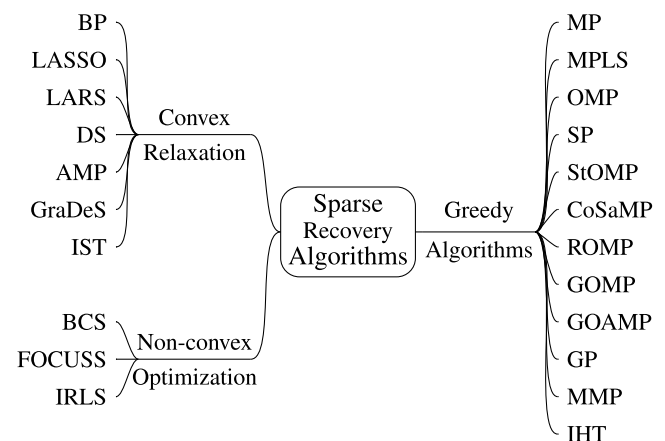 BP
LASSO
LARS
DS
AMP
GraDeS
IST
Convex
Relaxation
BCS
FOCUSS
IRLS
Non-convex
Optimization
Sparse
Recovery
Algorithms
Greedy
Algorithms
MP
MPLS
OMP
SP
StOMP
CoSaMP
ROMP
GOMP
GOAMP
GP
MMP
IHT